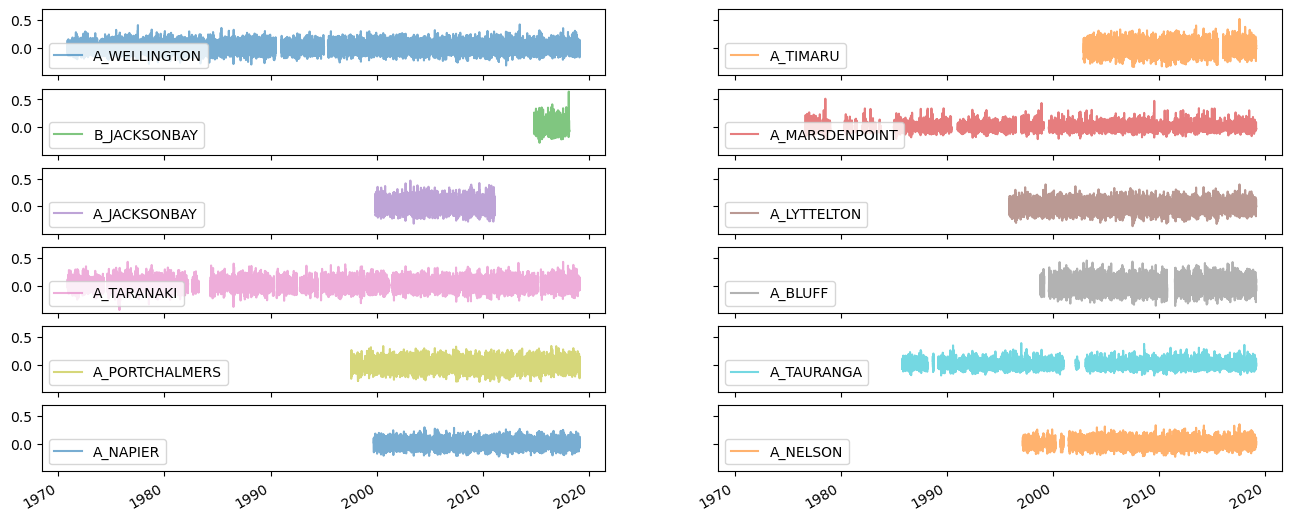 0.5
0.0
A_WELLINGTON
A_TIMARU
0.5
0.0
B_JACKSONBAY
A_MARSDENPOINT
0.5
0.0
A_JACKSONBAY
A_LYTTELTON
0.5
0.0
A_TARANAKI
A_BLUFF
0.5
0.0
A_PORTCHALMERS
A_TAURANGA
0.5
0.0
A_NAPIER
A_NELSON
1970 1980 1990 2000 2010 2020
1970 1980 1990 2000 2010 2020